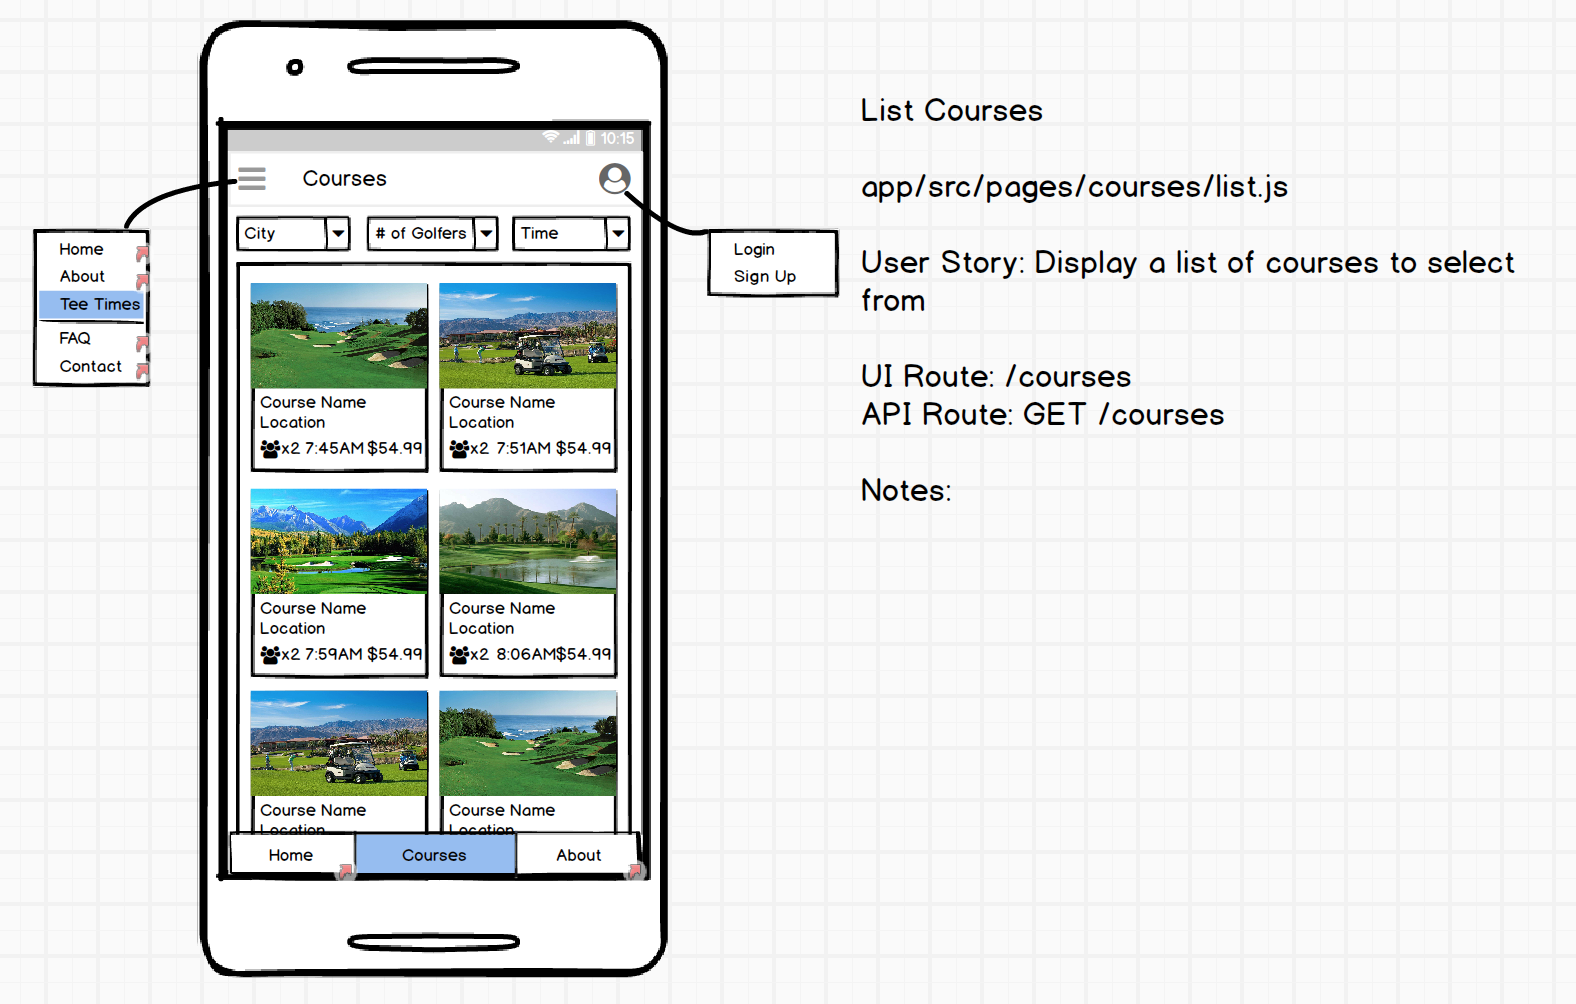 10:15
Courses
City
# of Golfers
Time
Home
About
Tee Times
FAQ
Contact
Login
Sign Up
Course Name
Location
x2 7:45AM $54.99
Course Name
Location
x2 7:51AM $54.99
Course Name
Location
x2 7:59AM $54.99
Course Name
Location
x2 8:06AM $54.99
Course Name
Location
Course Name
Location
Home
Courses
About
List Courses
app/src/pages/courses/list.js
User Story: Display a list of courses to select
from
UI Route: /courses
API Route: GET /courses
Notes: